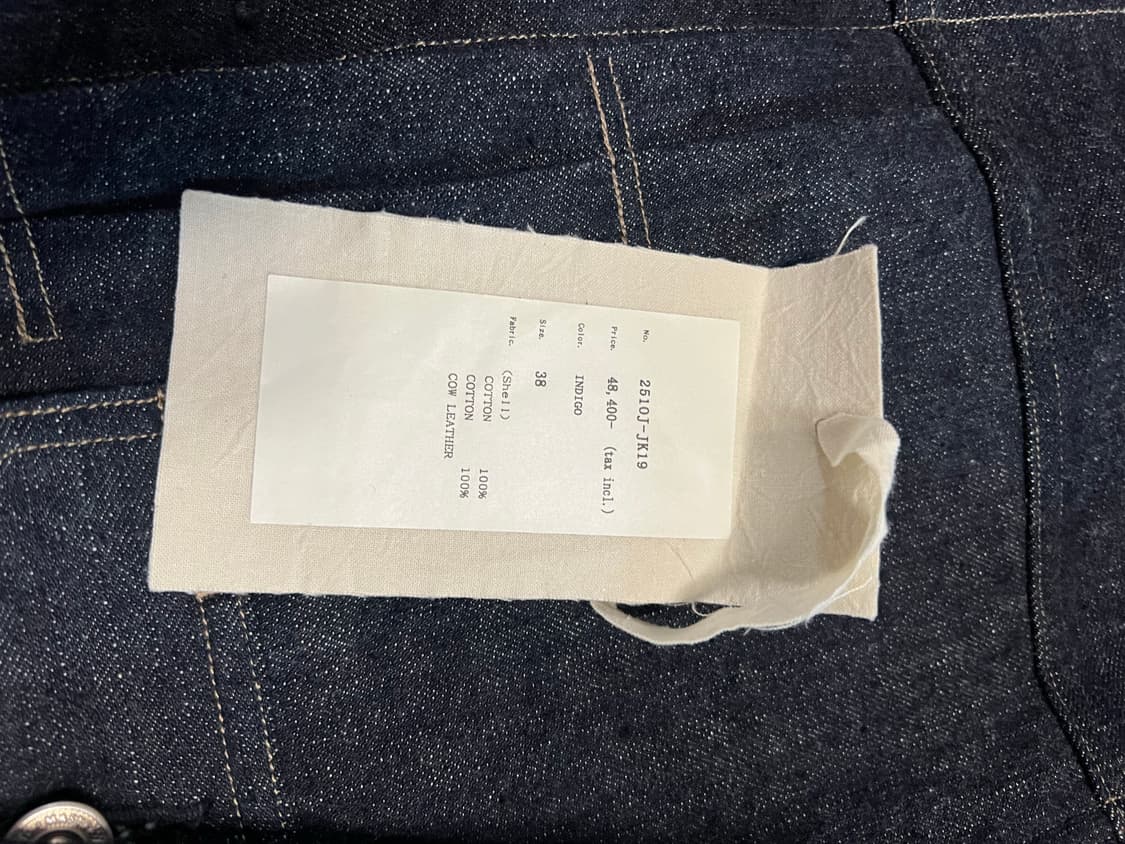 No. 2510J-JK19
Price. 48,400- (tax incl.)
Color. INDIGO
Size. 38
Fabric. (Shell)
COTTON 100%
COTTON 100%
COW LEATHER